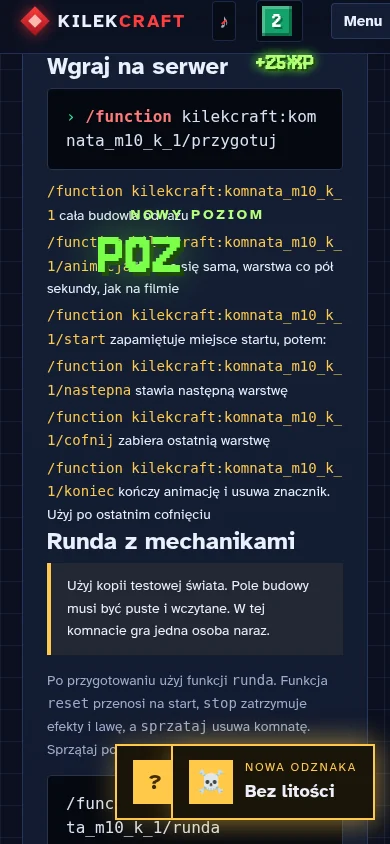 KILEKCRAFT
2
Menu
Wgraj na serwer
› /function kilekcraft:kom
nata_m10_k_1/przygotuj
/function kilekcraft:komnata_m10_k_
1 cała budowla od razu
NOWY POZIOM
/function kilekcraft:komnata_m10_k_
POZ
się sama, warstwa co pół
sekundy, jak na filmie
/function kilekcraft:komnata_m10_k_
1/start zapamiętuje miejsce startu, potem:
/function kilekcraft:komnata_m10_k_
1/nastepna stawia następną warstwę
/function kilekcraft:komnata_m10_k_
1/cofnij zabiera ostatnią warstwę
/function kilekcraft:komnata_m10_k_
1/koniec kończy animację i usuwa znacznik.
Użyj po ostatnim cofnięciu
Runda z mechanikami
Użyj kopii testowej świata. Pole budowy
musi być puste i wczytane. W tej
komnacie gra jedna osoba naraz.
Po przygotowaniu użyj funkcji runda. Funkcja
reset przenosi na start, stop zatrzymuje
efekty i lawę, a sprzataj usuwa komnatę.
Sprzątaj
?
NOWA ODZNAKA
Bez litości
/func
ta_m10_k_1/runda